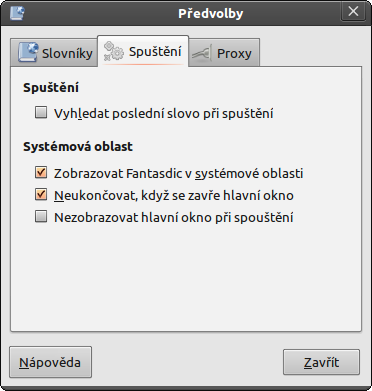 Předvolby
Slovníky Spuštění Proxy
Spuštění
Vyhledat poslední slovo při spuštění
Systémová oblast
Zobrazovat Fantasdic v systémové oblasti
Neukončovat, když se zavře hlavní okno
Nezobrazovat hlavní okno při spouštění
Nápověda Zavřít